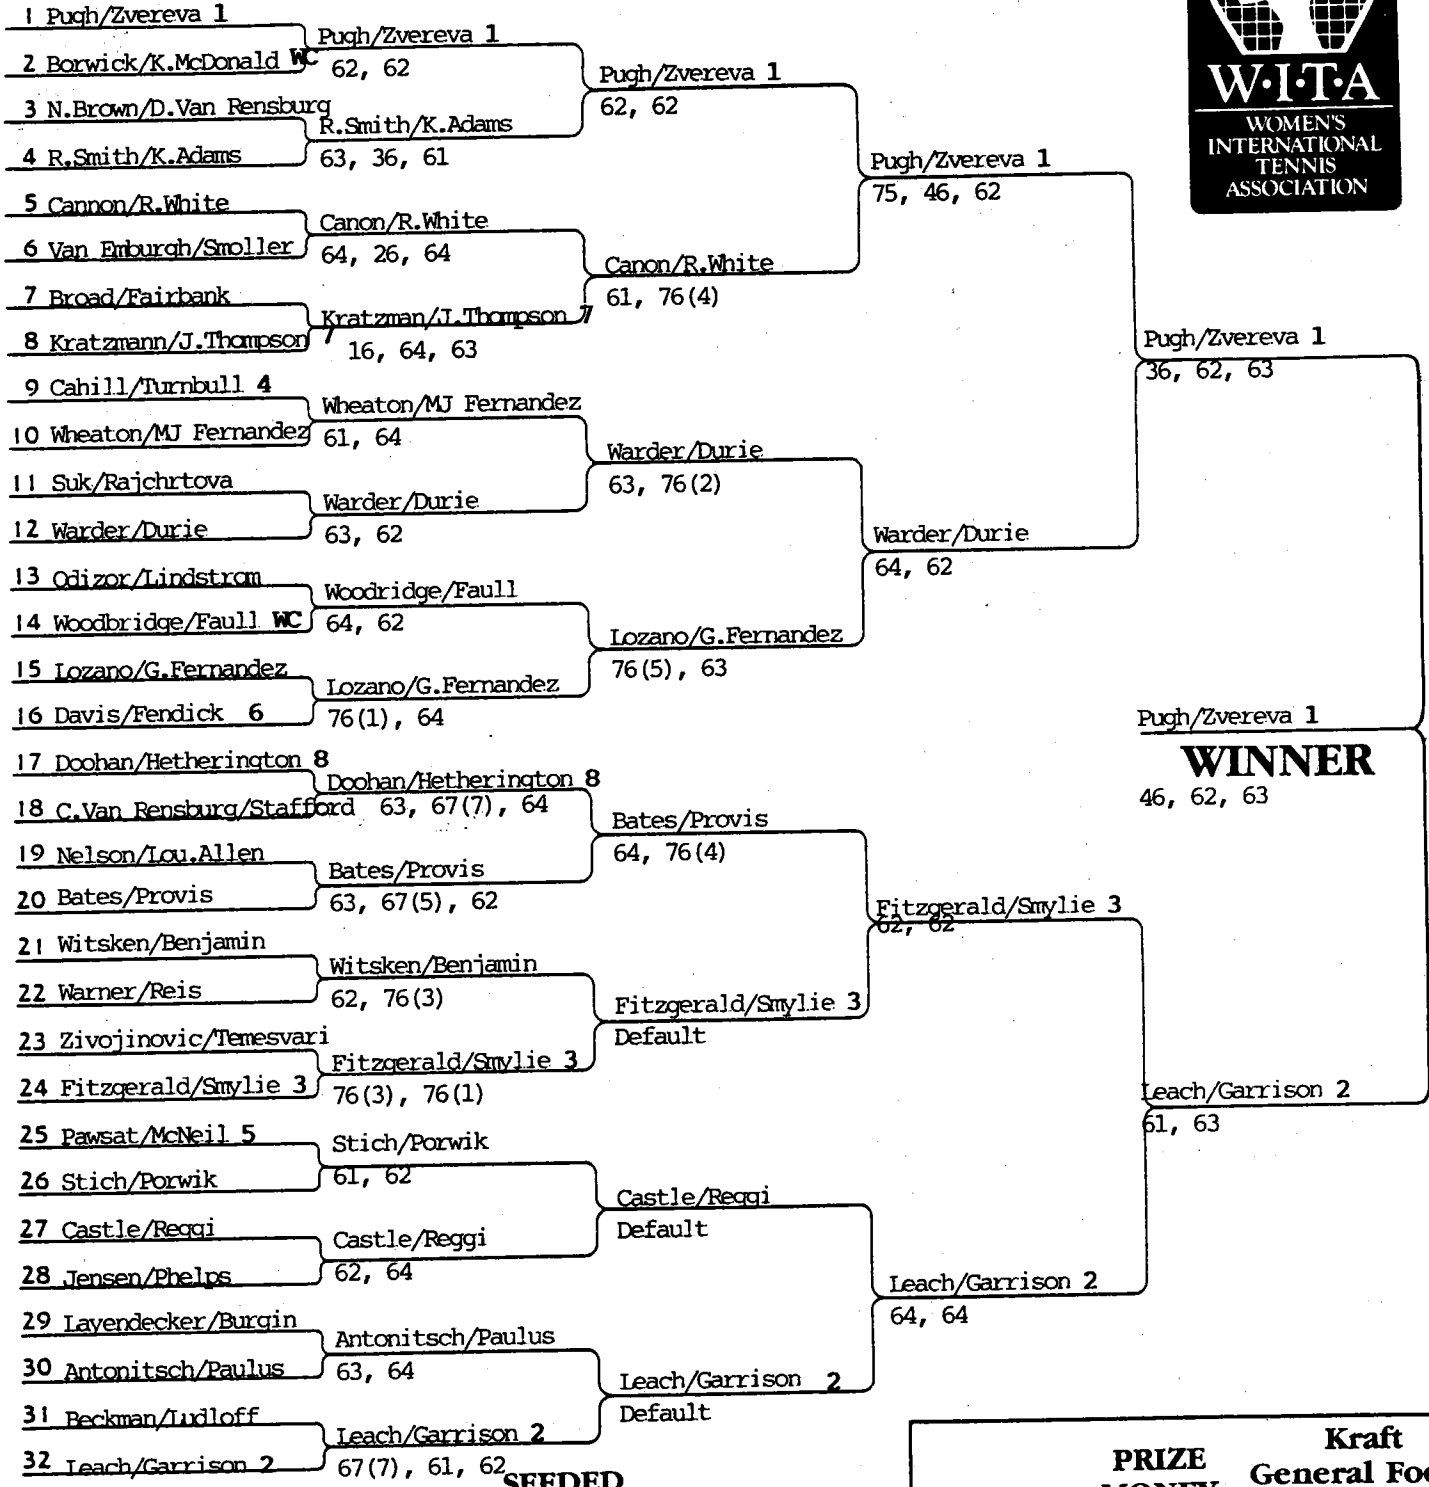 1 Pugh/Zvereva 1
2 Borwick/K.McDonald WC
3 N.Brown/D.Van Rensburg
4 R.Smith/K.Adams
5 Cannon/R.White
6 Van Emburgh/Smoller
7 Broad/Fairbank
8 Kratzmann/J.Thompson 7
9 Cahill/Turnbull 4
10 Wheaton/MJ Fernandez
11 Suk/Rajchrtova
12 Warder/Durie
13 Odizor/Lindstrom
14 Woodbridge/Faull WC
15 Lozano/G.Fernandez
16 Davis/Fendick 6
17 Doohan/Hetherington 8
18 C.Van Rensburg/Stafford
19 Nelson/Lou.Allen
20 Bates/Provis
21 Witsken/Benjamin
22 Warner/Reis
23 Zivojinovic/Temesvari
24 Fitzgerald/Smylie 3
25 Pawsat/McNeil 5
26 Stich/Porwik
27 Castle/Reggi
28 Jensen/Phelps
29 Layendecker/Burgin
30 Antonitsch/Paulus
31 Beckman/Ludloff
32 Leach/Garrison 2
Pugh/Zvereva 1
62, 62
R.Smith/K.Adams
63, 36, 61
Canon/R.White
64, 26, 64
Kratzman/J.Thompson 7
16, 64, 63
Wheaton/MJ Fernandez
61, 64
Warder/Durie
63, 62
Woodridge/Faull
64, 62
Lozano/G.Fernandez
76(1), 64
Doohan/Hetherington 8
63, 67(7), 64
Bates/Provis
63, 67(5), 62
Witsken/Benjamin
62, 76(3)
Fitzgerald/Smylie 3
76(3), 76(1)
Stich/Porwik
61, 62
Castle/Reggi
62, 64
Antonitsch/Paulus
63, 64
Leach/Garrison 2
67(7), 61, 62
Pugh/Zvereva 1
62, 62
Canon/R.White
61, 76(4)
Warder/Durie
63, 76(2)
Lozano/G.Fernandez
76(5), 63
Bates/Provis
64, 76(4)
Fitzgerald/Smylie 3
Default
Castle/Reggi
Default
Leach/Garrison 2
Default
Pugh/Zvereva 1
75, 46, 62
Warder/Durie
64, 62
Fitzgerald/Smylie 3
62, 62
Leach/Garrison 2
64, 64
Pugh/Zvereva 1
36, 62, 63
Leach/Garrison 2
61, 63
Pugh/Zvereva 1
WINNER
46, 62, 63
W·I·T·A
WOMEN'S
INTERNATIONAL
TENNIS
ASSOCIATION
SEEDED
PRIZE
MONEY
Kraft
General Foo